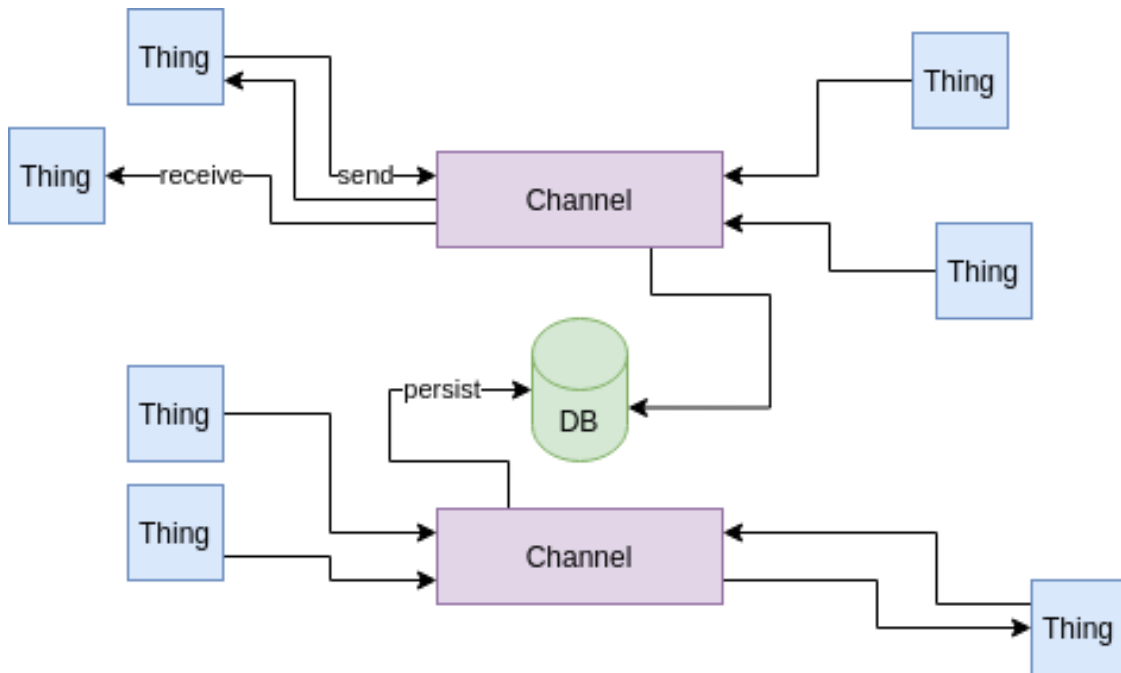 Thing
Thing
Thing
receive
send
Channel
Thing
persist
DB
Thing
Thing
Channel
Thing